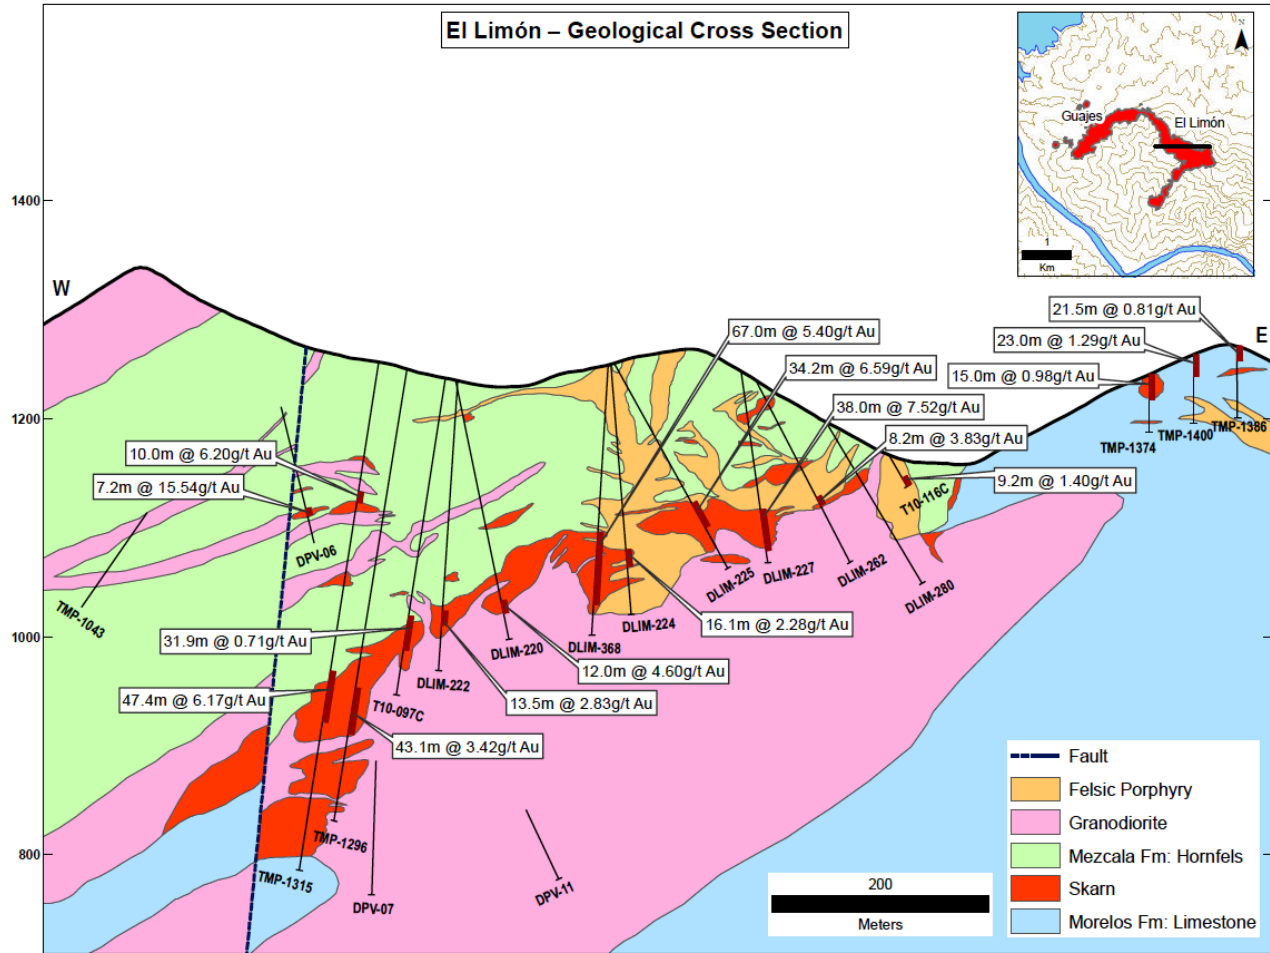 El Limón – Geological Cross Section
N
Guajes
El Limón
1
Km
1400
W
E
21.5m @ 0.81g/t Au
23.0m @ 1.29g/t Au
15.0m @ 0.98g/t Au
67.0m @ 5.40g/t Au
34.2m @ 6.59g/t Au
38.0m @ 7.52g/t Au
8.2m @ 3.83g/t Au
9.2m @ 1.40g/t Au
1200
10.0m @ 6.20g/t Au
7.2m @ 15.54g/t Au
TMP-1374
TMP-1400
TMP-1386
T10-116C
DPV-06
TMP-1043
DLIM-225
DLIM-227
DLIM-262
DLIM-280
1000
31.9m @ 0.71g/t Au
DLIM-220
DLIM-368
DLIM-224
16.1m @ 2.28g/t Au
12.0m @ 4.60g/t Au
DLIM-222
T10-097C
13.5m @ 2.83g/t Au
47.4m @ 6.17g/t Au
43.1m @ 3.42g/t Au
800
TMP-1296
TMP-1315
DPV-07
DPV-11
200
Meters
Fault
Felsic Porphyry
Granodiorite
Mezcala Fm: Hornfels
Skarn
Morelos Fm: Limestone